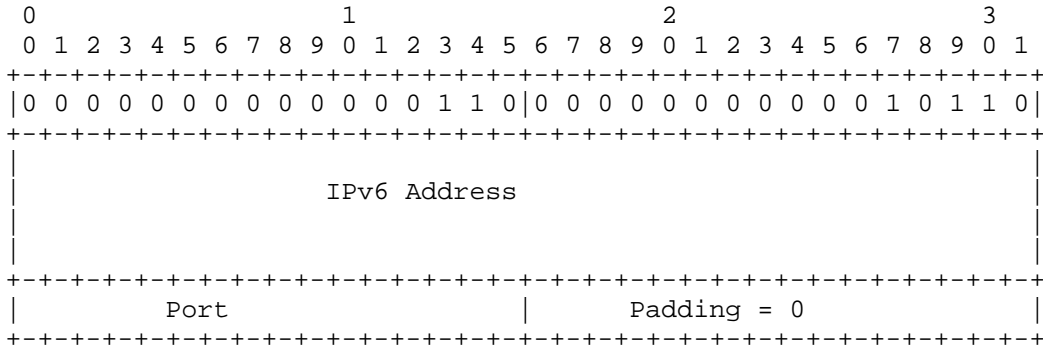 0                   1                   2                   3
0 1 2 3 4 5 6 7 8 9 0 1 2 3 4 5 6 7 8 9 0 1 2 3 4 5 6 7 8 9 0 1
+-+-+-+-+-+-+-+-+-+-+-+-+-+-+-+-+-+-+-+-+-+-+-+-+-+-+-+-+-+-+-+-+
|0 0 0 0 0 0 0 0 0 0 0 0 0 1 1 0|0 0 0 0 0 0 0 0 0 0 0 1 0 1 1 0|
+-+-+-+-+-+-+-+-+-+-+-+-+-+-+-+-+-+-+-+-+-+-+-+-+-+-+-+-+-+-+-+-+
|                                                               |
|                   IPv6 Address                                |
|                                                               |
|                                                               |
+-+-+-+-+-+-+-+-+-+-+-+-+-+-+-+-+-+-+-+-+-+-+-+-+-+-+-+-+-+-+-+-+
|         Port                  |      Padding = 0              |
+-+-+-+-+-+-+-+-+-+-+-+-+-+-+-+-+-+-+-+-+-+-+-+-+-+-+-+-+-+-+-+-+